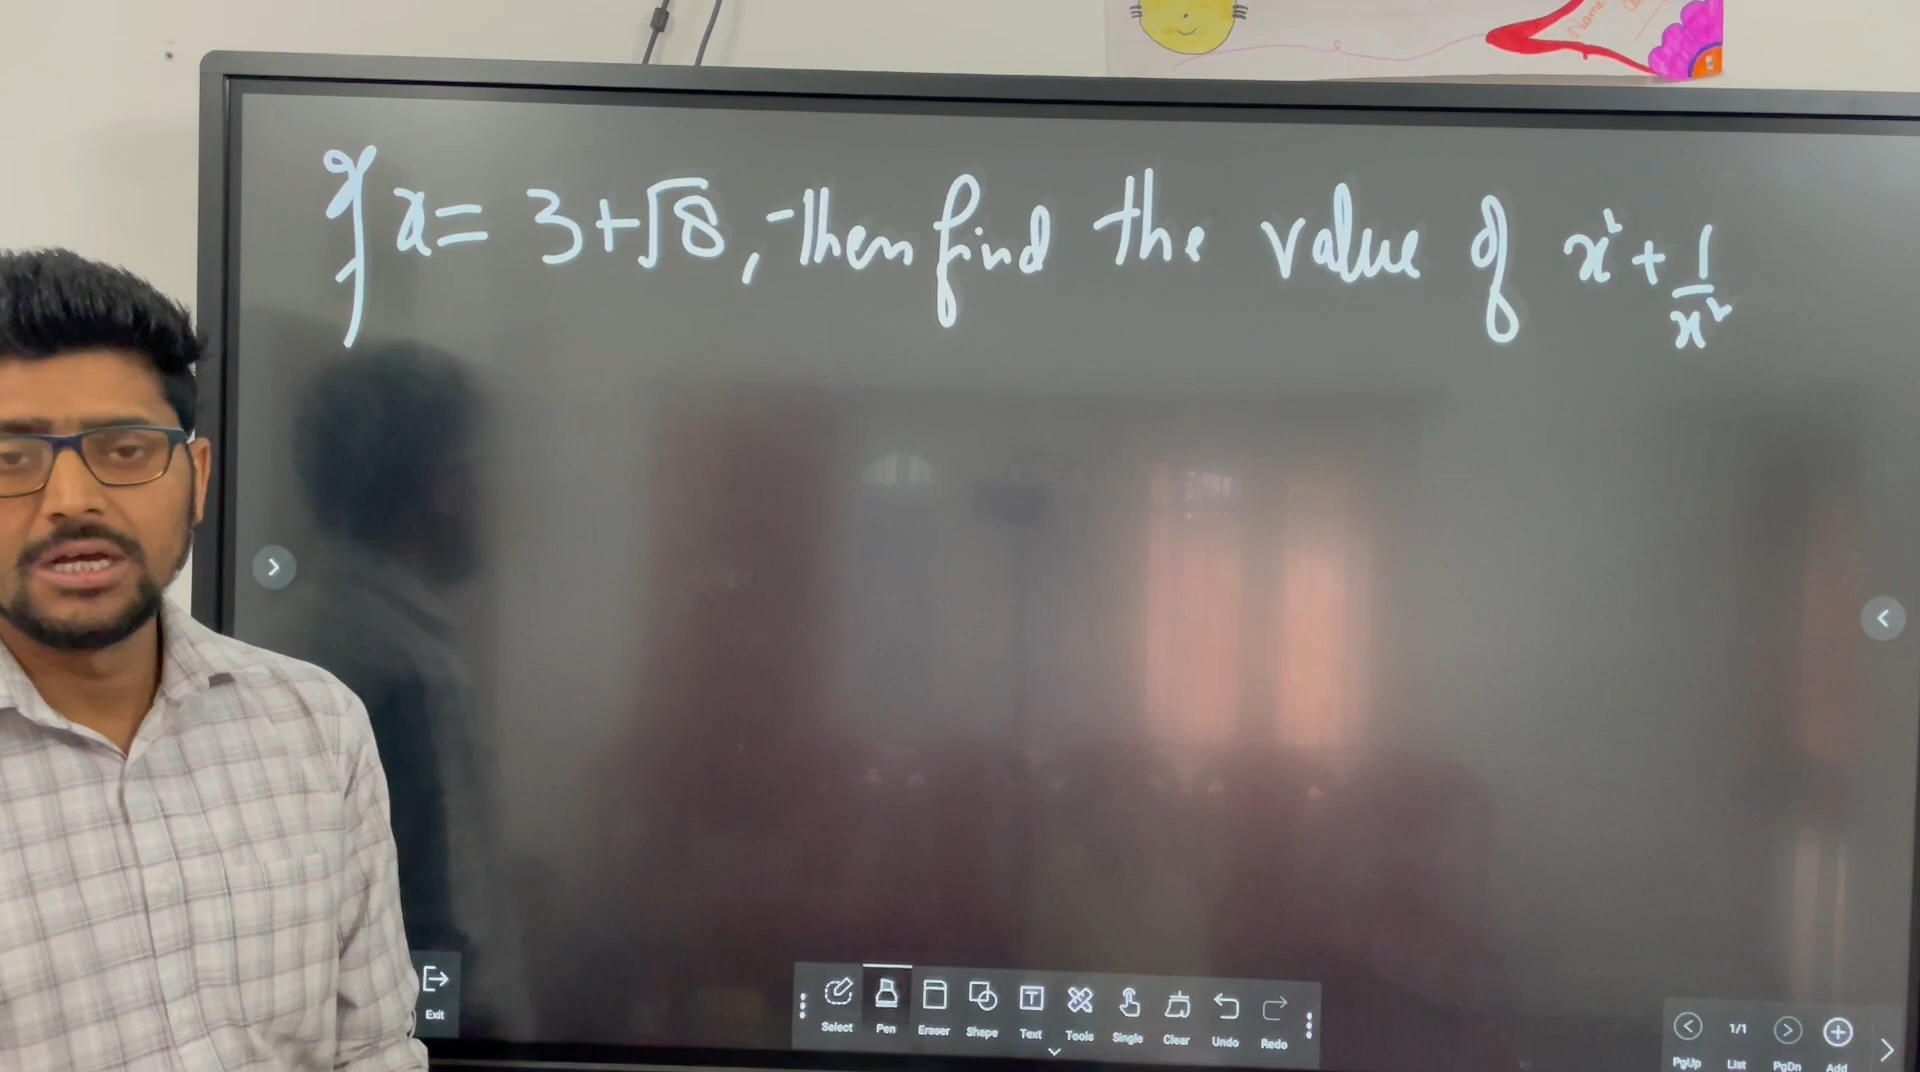 Name
If x = 3+√8, then find the value of x² + 1/x²
Exit
Select Pen Eraser Shape Text Tools Single Clear Undo Redo
1/1
PgUp List PgDn Add